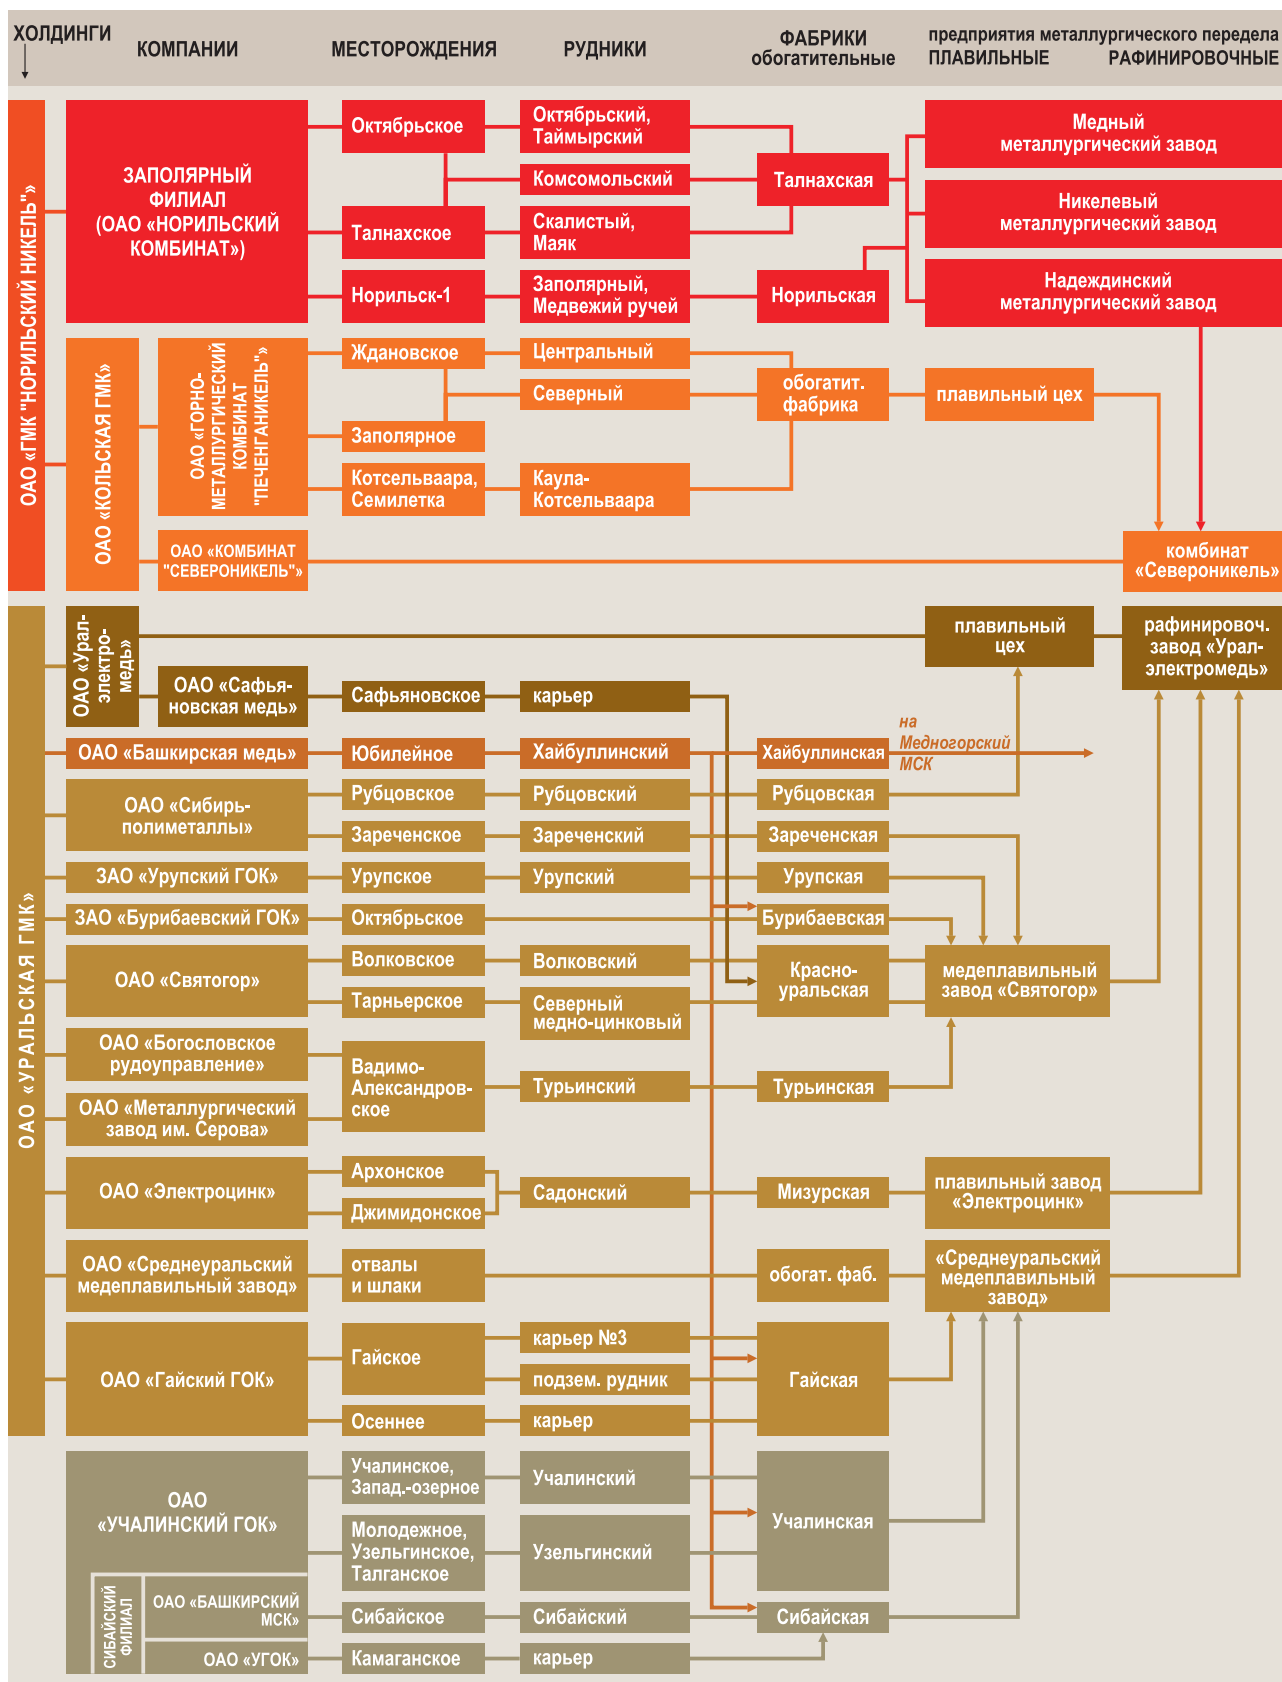 ХОЛДИНГИ
КОМПАНИИ
МЕСТОРОЖДЕНИЯ
РУДНИКИ
ФАБРИКИ
обогатительные
предприятия металлургического передела
ПЛАВИЛЬНЫЕ
РАФИНИРОВОЧНЫЕ
ОАО «ГМК "НОРИЛЬСКИЙ НИКЕЛЬ"»
ЗАПОЛЯРНЫЙ
ФИЛИАЛ
(ОАО «НОРИЛЬСКИЙ
КОМБИНАТ»)
Октябрьское
Талнахское
Норильск-1
Октябрьский,
Таймырский
Комсомольский
Скалистый,
Маяк
Заполярный,
Медвежий ручей
Талнахская
Норильская
Медный
металлургический завод
Никелевый
металлургический завод
Надеждинский
металлургический завод
ОАО «КОЛЬСКАЯ ГМК»
ОАО «ГОРНО-
МЕТАЛЛУРГИЧЕСКИЙ
КОМБИНАТ
"ПЕЧЕНГАНИКЕЛЬ"»
Ждановское
Заполярное
Котсельваара,
Семилетка
Центральный
Северный
Каула-
Котсельваара
обогатит.
фабрика
плавильный цех
ОАО «КОМБИНАТ
"СЕВЕРОНИКЕЛЬ"»
комбинат
«Североникель»
ОАО «УРАЛЬСКАЯ ГМК»
ОАО «Урал-
электро-
медь»
плавильный
цех
рафинировоч.
завод «Урал-
электромедь»
ОАО «Сафья-
новская медь»
Сафьяновское
карьер
ОАО «Башкирская медь»
Юбилейное
Хайбуллинский
Хайбуллинская
на
Медногорский
МСК
ОАО «Сибирь-
полиметаллы»
Рубцовское
Рубцовский
Рубцовская
Зареченское
Зареченский
Зареченская
ЗАО «Урупский ГОК»
Урупское
Урупский
Урупская
ЗАО «Бурибаевский ГОК»
Октябрьское
Бурибаевская
ОАО «Святогор»
Волковское
Волковский
Тарньерское
Северный
медно-цинковый
Красно-
уральская
медеплавильный
завод «Святогор»
ОАО «Богословское
рудоуправление»
ОАО «Металлургический
завод им. Серова»
Вадимо-
Александров-
ское
Турьинский
Турьинская
ОАО «Электроцинк»
Архонское
Джимидонское
Садонский
Мизурская
плавильный завод
«Электроцинк»
ОАО «Среднеуральский
медеплавильный завод»
отвалы
и шлаки
обогат. фаб.
«Среднеуральский
медеплавильный
завод»
ОАО «Гайский ГОК»
Гайское
карьер №3
подзем. рудник
Осеннее
карьер
Гайская
ОАО
«УЧАЛИНСКИЙ ГОК»
Учалинское,
Запад.-озерное
Учалинский
Молодежное,
Узельгинское,
Талганское
Узельгинский
Учалинская
СИБАЙСКИЙ
ФИЛИАЛ
ОАО «БАШКИРСКИЙ
МСК»
Сибайское
Сибайский
Сибайская
ОАО «УГОК»
Камаганское
карьер